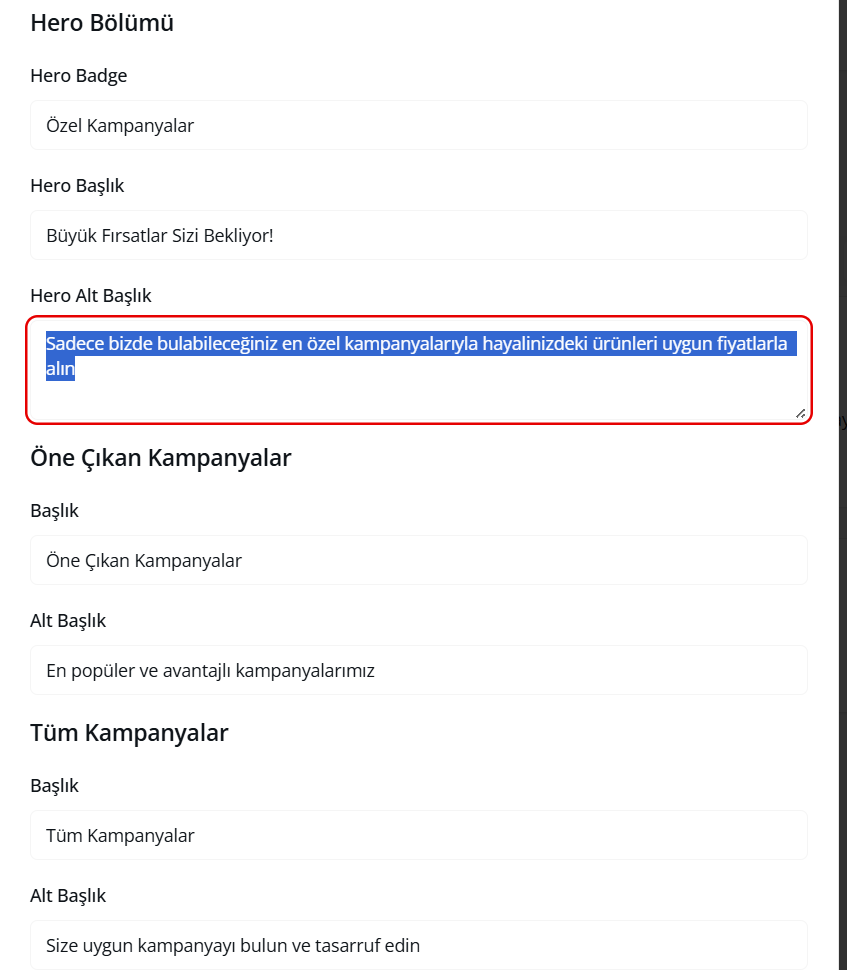 Hero Bölümü
Hero Badge
Özel Kampanyalar
Hero Başlık
Büyük Fırsatlar Sizi Bekliyor!
Hero Alt Başlık
Sadece bizde bulabileceğiniz en özel kampanyalarıyla hayalinizdeki ürünleri uygun fiyatlarla
alın
Öne Çıkan Kampanyalar
Başlık
Öne Çıkan Kampanyalar
Alt Başlık
En popüler ve avantajlı kampanyalarımız
Tüm Kampanyalar
Başlık
Tüm Kampanyalar
Alt Başlık
Size uygun kampanyayı bulun ve tasarruf edin